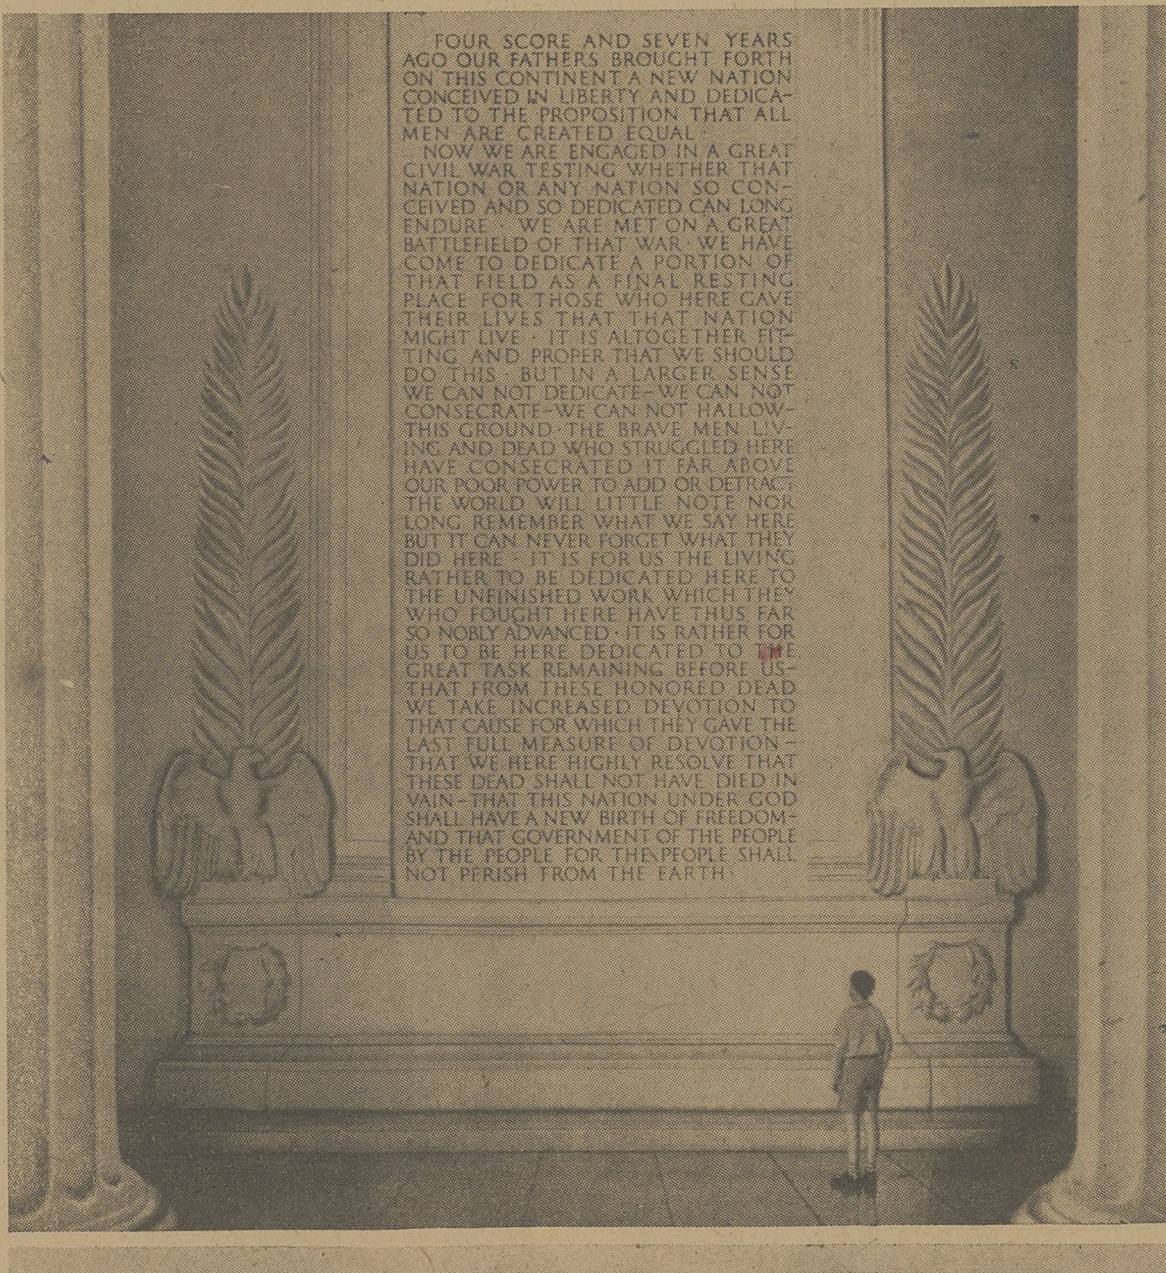 FOUR SCORE AND SEVEN YEARS
AGO OUR FATHERS BROUGHT FORTH
ON THIS CONTINENT A NEW NATION
CONCEIVED IN LIBERTY AND DEDICA-
TED TO THE PROPOSITION THAT ALL
MEN ARE CREATED EQUAL ·
NOW WE ARE ENGAGED IN A GREAT
CIVIL WAR TESTING WHETHER THAT
NATION OR ANY NATION SO CON-
CEIVED AND SO DEDICATED CAN LONG
ENDURE · WE ARE MET ON A GREAT
BATTLEFIELD OF THAT WAR · WE HAVE
COME TO DEDICATE A PORTION OF
THAT FIELD AS A FINAL RESTING
PLACE FOR THOSE WHO HERE GAVE
THEIR LIVES THAT THAT NATION
MIGHT LIVE · IT IS ALTOGETHER FIT-
TING AND PROPER THAT WE SHOULD
DO THIS · BUT IN A LARGER SENSE
WE CAN NOT DEDICATE—WE CAN NOT
CONSECRATE—WE CAN NOT HALLOW—
THIS GROUND · THE BRAVE MEN LIV-
ING AND DEAD WHO STRUGGLED HERE
HAVE CONSECRATED IT FAR ABOVE
OUR POOR POWER TO ADD OR DETRACT ·
THE WORLD WILL LITTLE NOTE NOR
LONG REMEMBER WHAT WE SAY HERE
BUT IT CAN NEVER FORGET WHAT THEY
DID HERE · IT IS FOR US THE LIVING
RATHER TO BE DEDICATED HERE TO
THE UNFINISHED WORK WHICH THEY
WHO FOUGHT HERE HAVE THUS FAR
SO NOBLY ADVANCED · IT IS RATHER FOR
US TO BE HERE DEDICATED TO THE
GREAT TASK REMAINING BEFORE US—
THAT FROM THESE HONORED DEAD
WE TAKE INCREASED DEVOTION TO
THAT CAUSE FOR WHICH THEY GAVE THE
LAST FULL MEASURE OF DEVOTION—
THAT WE HERE HIGHLY RESOLVE THAT
THESE DEAD SHALL NOT HAVE DIED IN
VAIN—THAT THIS NATION UNDER GOD
SHALL HAVE A NEW BIRTH OF FREEDOM—
AND THAT GOVERNMENT OF THE PEOPLE
BY THE PEOPLE FOR THE PEOPLE SHALL
NOT PERISH FROM THE EARTH ·